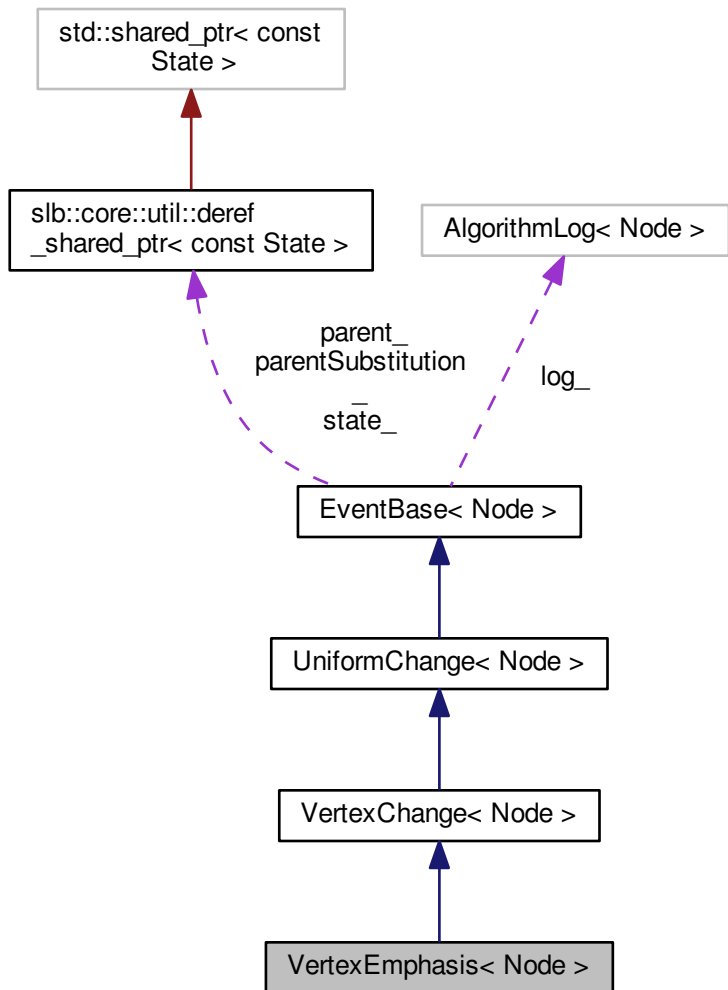 std::shared_ptr< const
State >
slb::core::util::deref
_shared_ptr< const State >
AlgorithmLog< Node >
parent_
parentSubstitution
_
state_
log_
EventBase< Node >
UniformChange< Node >
VertexChange< Node >
VertexEmphasis< Node >